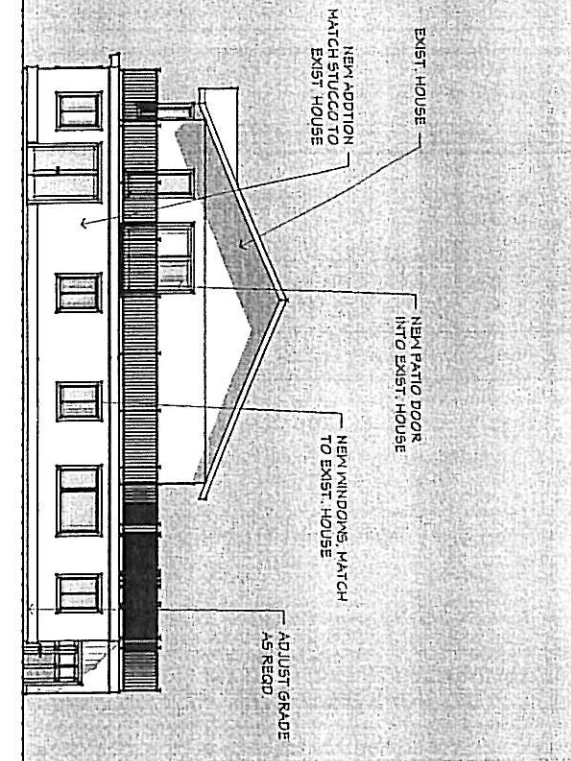 EXIST. HOUSE
NEW ADDTION
MATCH STUCCO TO
EXIST. HOUSE
NEW PATIO DOOR
INTO EXIST. HOUSE
NEW WINDOWS, MATCH
TO EXIST. HOUSE
ADJUST GRADE
AS REQD.